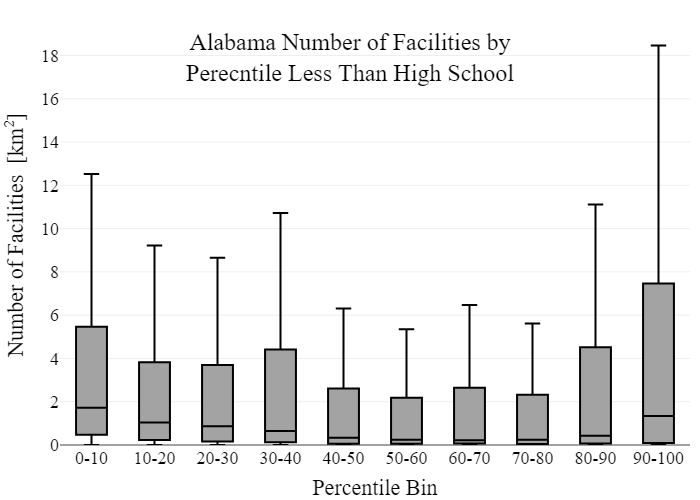 Alabama Number of Facilities by
Perecntile Less Than High School
Number of Facilities [km²]
18
16
14
12
10
8
6
4
2
0
0-10 10-20 20-30 30-40 40-50 50-60 60-70 70-80 80-90 90-100
Percentile Bin